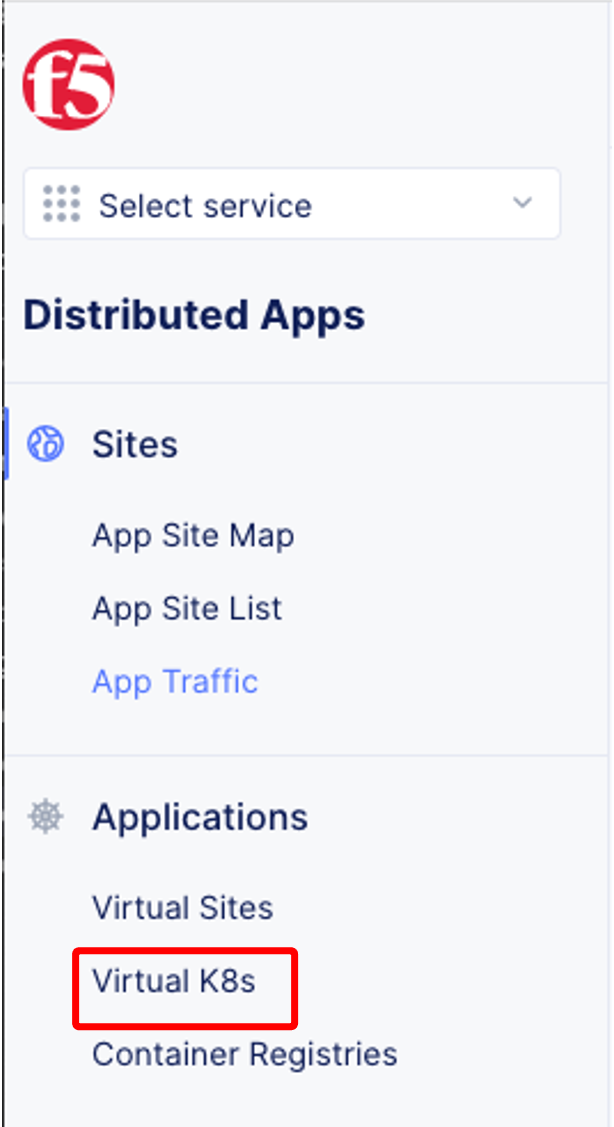 f5
Select service
Distributed Apps
Sites
App Site Map
App Site List
App Traffic
Applications
Virtual Sites
Virtual K8s
Container Registries